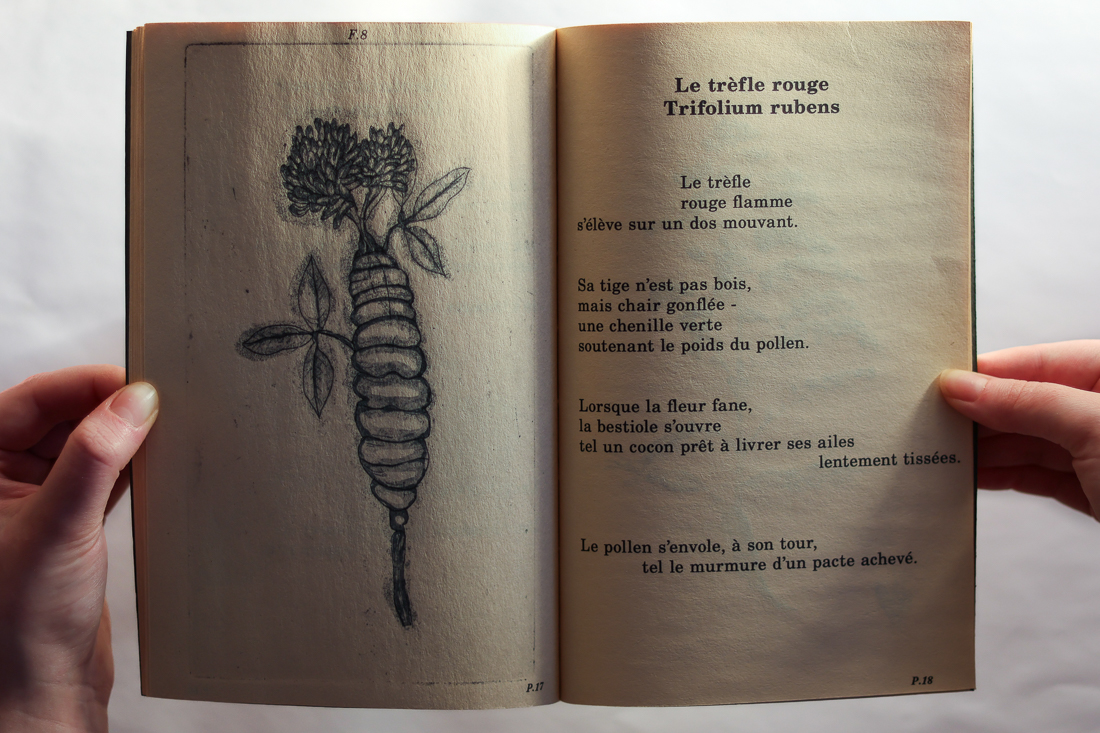 F.8
P.17
Le trèfle rouge
Trifolium rubens
Le trèfle
rouge flamme
s'élève sur un dos mouvant.
Sa tige n'est pas bois,
mais chair gonflée -
une chenille verte
soutenant le poids du pollen.
Lorsque la fleur fane,
la bestiole s'ouvre
tel un cocon prêt à livrer ses ailes
lentement tissées.
Le pollen s'envole, à son tour,
tel le murmure d'un pacte achevé.
P.18